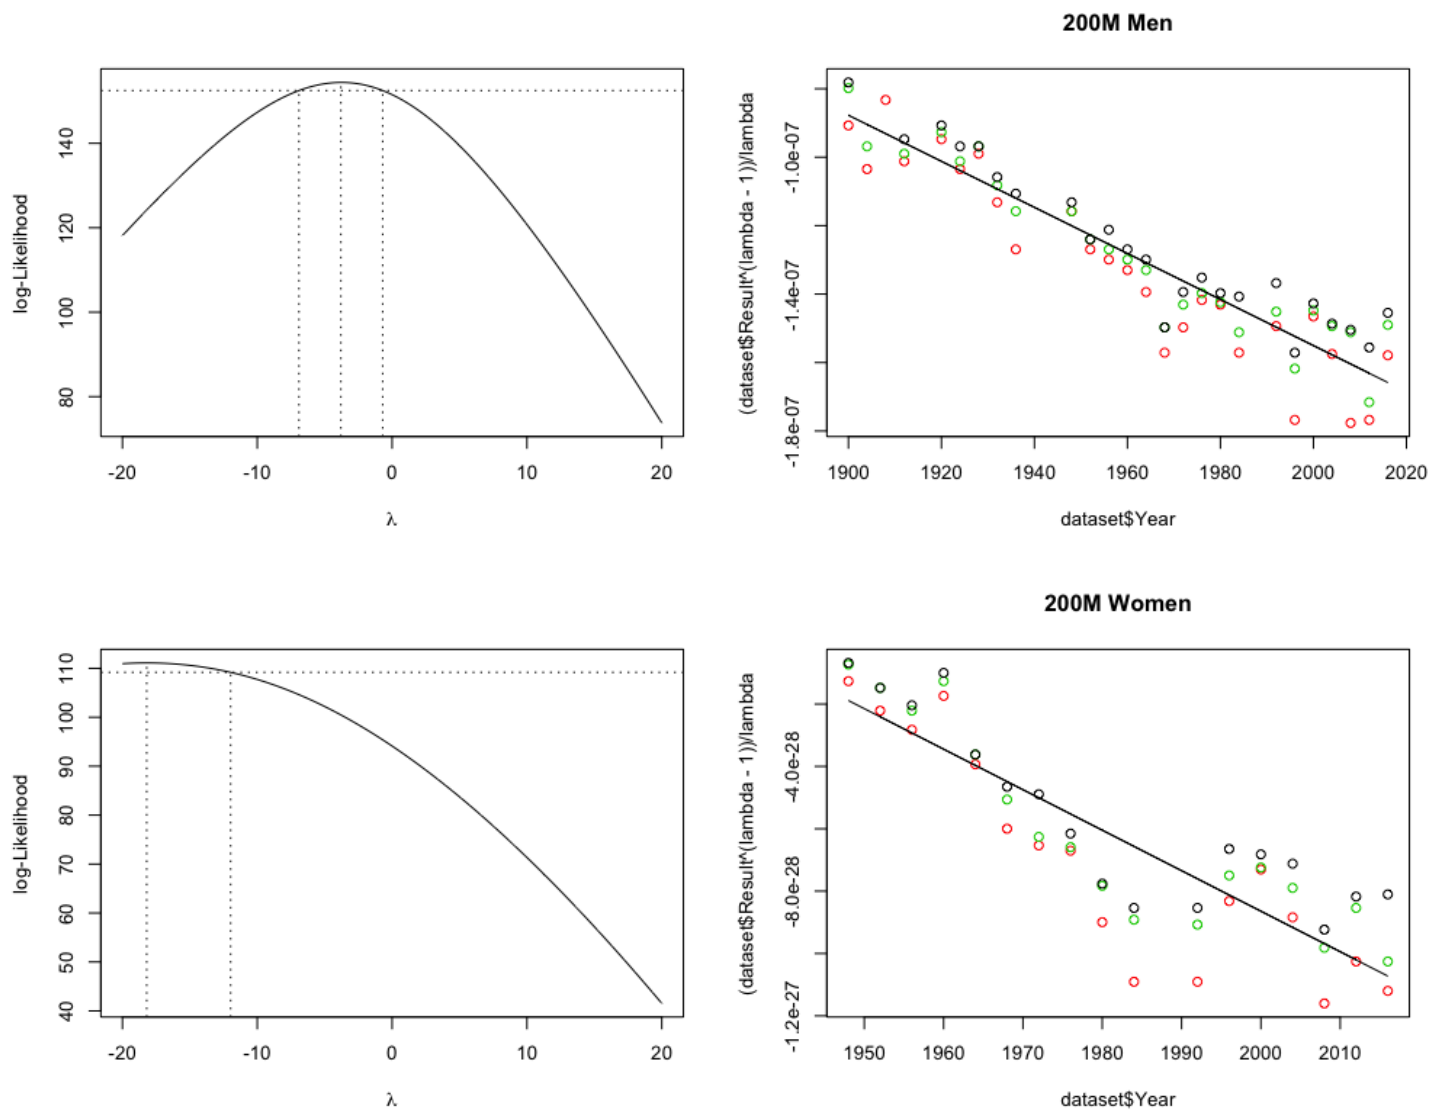 log-Likelihood
140
120
100
80
-20 -10 0 10 20
λ
200M Men
(dataset$Result^(lambda - 1))/lambda
-1.0e-07
-1.4e-07
-1.8e-07
1900 1920 1940 1960 1980 2000 2020
dataset$Year
log-Likelihood
110
100
90
80
70
60
50
40
-20 -10 0 10 20
λ
200M Women
(dataset$Result^(lambda - 1))/lambda
-4.0e-28
-8.0e-28
-1.2e-27
1950 1960 1970 1980 1990 2000 2010
dataset$Year